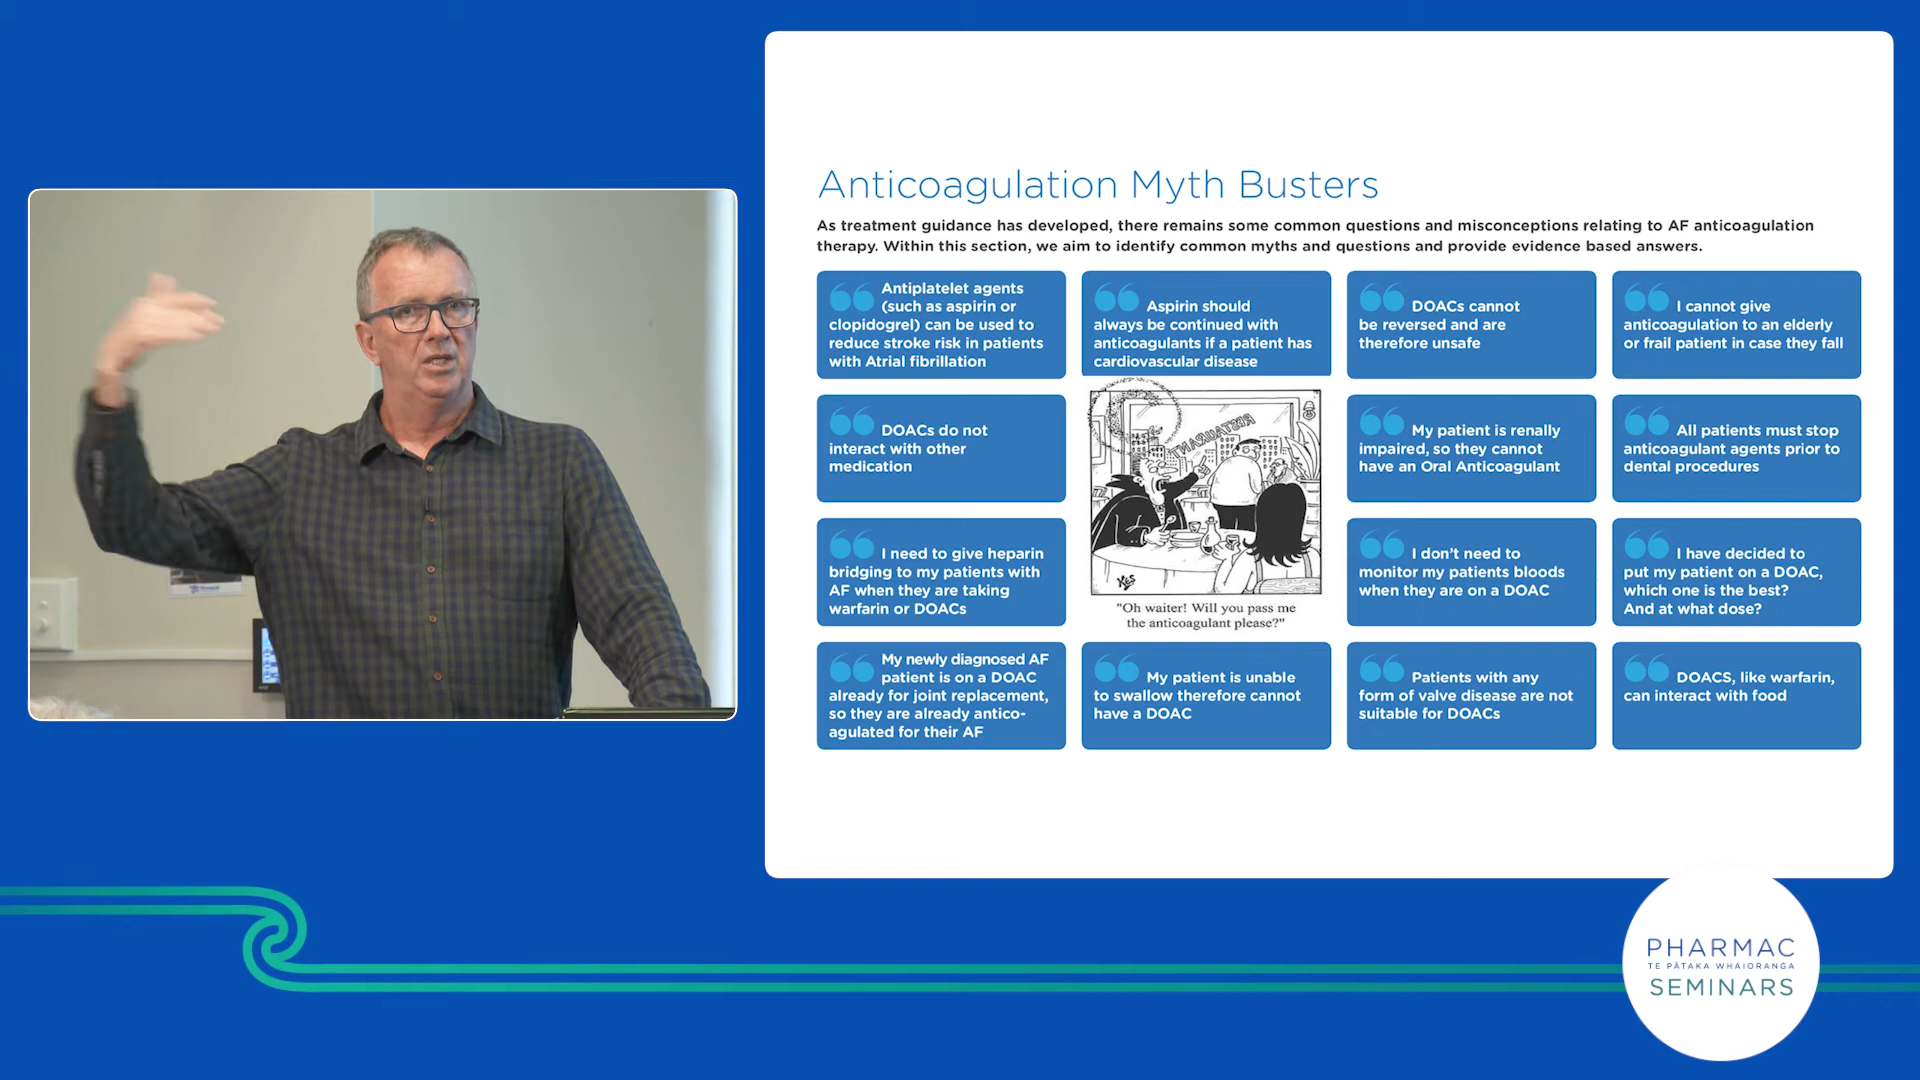 Anticoagulation Myth Busters
As treatment guidance has developed, there remains some common questions and misconceptions relating to AF anticoagulation
therapy. Within this section, we aim to identify common myths and questions and provide evidence based answers.
Antiplatelet agents
(such as aspirin or
clopidogrel) can be used to
reduce stroke risk in patients
with Atrial fibrillation
Aspirin should
always be continued with
anticoagulants if a patient has
cardiovascular disease
DOACs cannot
be reversed and are
therefore unsafe
I cannot give
anticoagulation to an elderly
or frail patient in case they fall
DOACs do not
interact with other
medication
RISTAURANT
KES
"Oh waiter! Will you pass me
the anticoagulant please?"
My patient is renally
impaired, so they cannot
have an Oral Anticoagulant
All patients must stop
anticoagulant agents prior to
dental procedures
I need to give heparin
bridging to my patients with
AF when they are taking
warfarin or DOACs
I don’t need to
monitor my patients bloods
when they are on a DOAC
I have decided to
put my patient on a DOAC,
which one is the best?
And at what dose?
My newly diagnosed AF
patient is on a DOAC
already for joint replacement,
so they are already antico-
agulated for their AF
My patient is unable
to swallow therefore cannot
have a DOAC
Patients with any
form of valve disease are not
suitable for DOACs
DOACS, like warfarin,
can interact with food
PHARMAC
TE PĀTAKA WHAIORANGA
SEMINARS